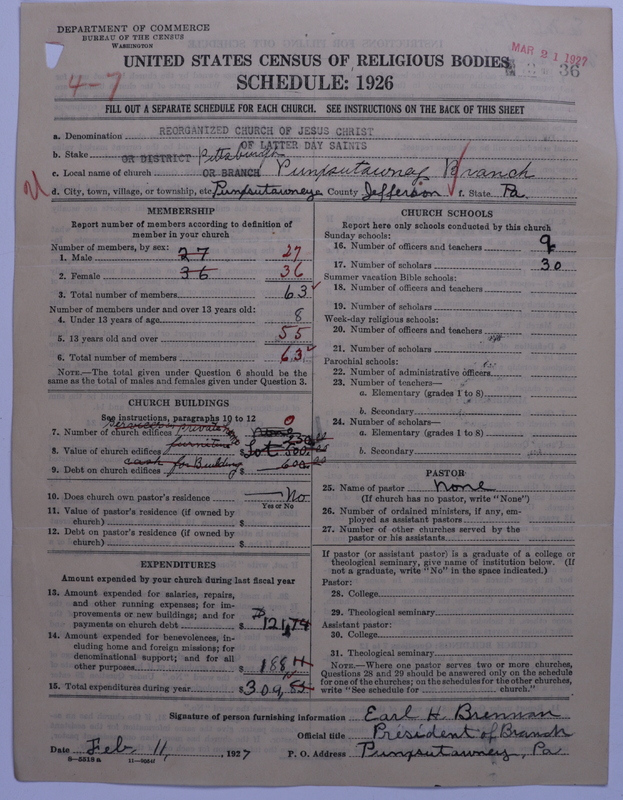 DEPARTMENT OF COMMERCE
BUREAU OF THE CENSUS
WASHINGTON
MAR 21 1927
36
4-7
UNITED STATES CENSUS OF RELIGIOUS BODIES
SCHEDULE: 1926
FILL OUT A SEPARATE SCHEDULE FOR EACH CHURCH. SEE INSTRUCTIONS ON THE BACK OF THIS SHEET
a. Denomination REORGANIZED CHURCH OF JESUS CHRIST
OF LATTER DAY SAINTS
b. Stake OR DISTRICT Pittsburgh
c. Local name of church OR BRANCH Punxsutawney Branch
d. City, town, village, or township, etc Punxsutawney County Jefferson f. State Pa.
MEMBERSHIP
Report number of members according to definition of
member in your church
Number of members, by sex:
1. Male 27 27
2. Female 36 36
3. Total number of members 63
Number of members under and over 13 years old:
4. Under 13 years of age 8
5. 13 years old and over 55
6. Total number of members 63
NOTE.—The total given under Question 6 should be the
same as the total of males and females given under Question 3.
CHURCH BUILDINGS
See instructions, paragraphs 10 to 12
7. Number of church edifices None 0
8. Value of church edifices furniture $ Lot 500
9. Debt on church edifices cash for Building $ 600
10. Does church own pastor's residence No
Yes or No
11. Value of pastor's residence (if owned by
church) $
12. Debt on pastor's residence (if owned by
church) $
EXPENDITURES
Amount expended by your church during last fiscal year
13. Amount expended for salaries, repairs,
and other running expenses; for im-
provements or new buildings; and for
payments on church debt $ 121.74
14. Amount expended for benevolences, in-
cluding home and foreign missions; for
denominational support; and for all
other purposes $ 188
15. Total expenditures during year $ 309
CHURCH SCHOOLS
Report here only schools conducted by this church
Sunday schools:
16. Number of officers and teachers 9
17. Number of scholars 30
Summer vacation Bible schools:
18. Number of officers and teachers
19. Number of scholars
Week-day religious schools:
20. Number of officers and teachers
21. Number of scholars
Parochial schools:
22. Number of administrative officers
23. Number of teachers—
a. Elementary (grades 1 to 8)
b. Secondary
24. Number of scholars—
a. Elementary (grades 1 to 8)
b. Secondary
PASTOR
25. Name of pastor None
(If church has no pastor, write "None")
26. Number of ordained ministers, if any, em-
ployed as assistant pastors
27. Number of other churches served by the
pastor or his assistants
If pastor (or assistant pastor) is a graduate of a college or
theological seminary, give name of institution below. (If
not a graduate, write "No" in the space indicated.)
Pastor:
28. College
29. Theological seminary
Assistant pastor:
30. College
31. Theological seminary
NOTE.—Where one pastor serves two or more churches,
Questions 28 and 29 should be answered only on the schedule
for one of the churches; on the schedules for the other churches,
write "See schedule for church."
Signature of person furnishing information Earl H. Brennan
Official title President of Branch
Date Feb 11, 1927 P. O. Address Punxsutawney, Pa
8-5518a 11-9064f